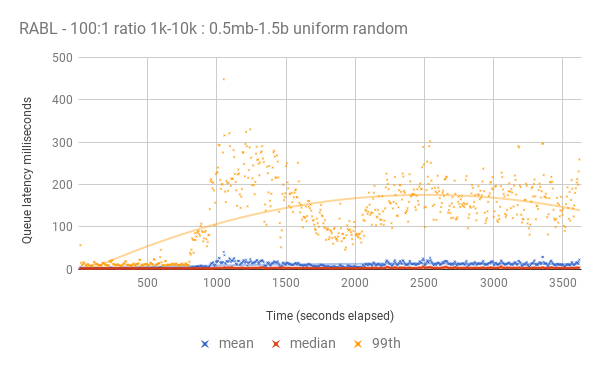 RABL - 100:1 ratio 1k-10k : 0.5mb-1.5b uniform random
500
400
300
200
100
0
Queue latency milliseconds
500
1000
1500
2000
2500
3000
3500
Time (seconds elapsed)
mean
median
99th